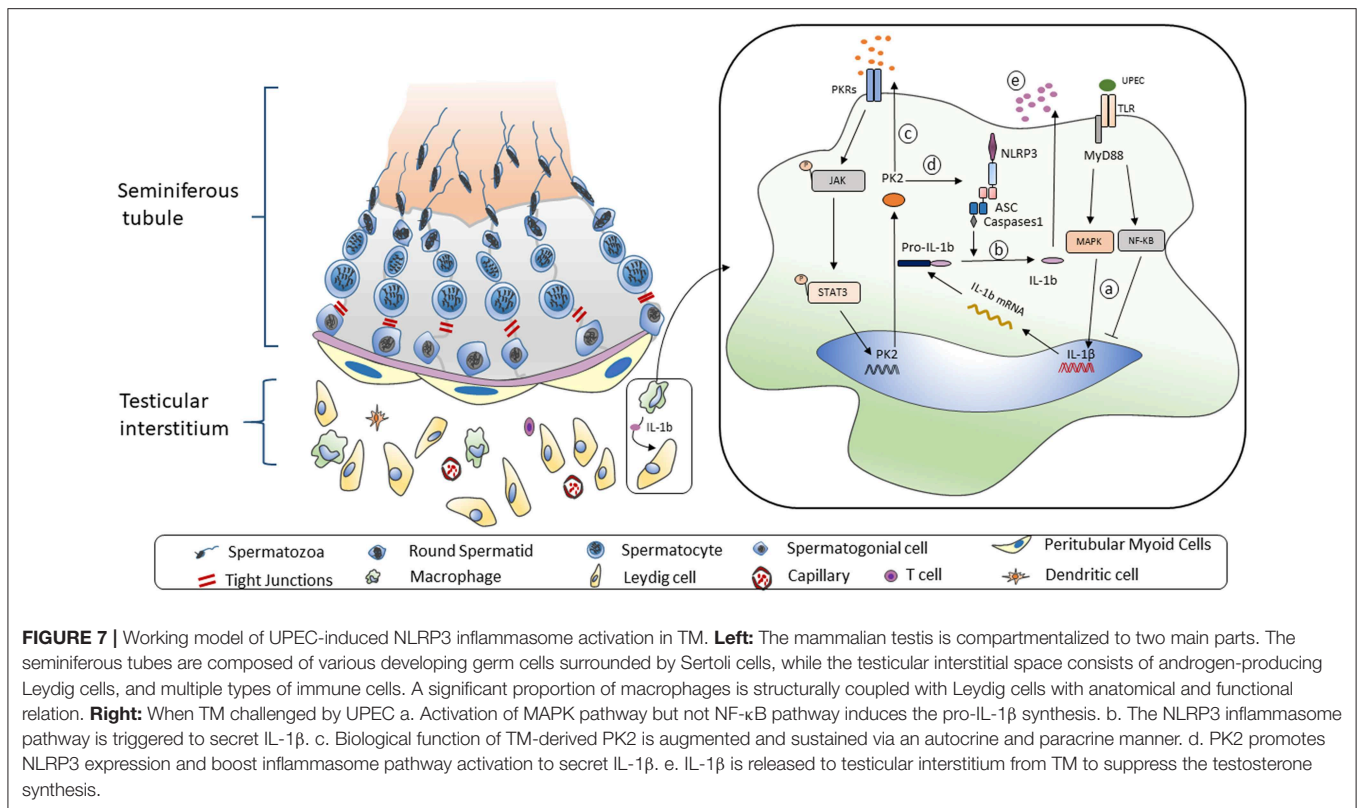 Seminiferous
tubule
Testicular
interstitium
IL-1b
PKRs
P
JAK
P
STAT3
PK2
c
PK2
d
NLRP3
ASC
Caspases1
Pro-IL-1b
b
IL-1b
IL-1b mRNA
IL-1β
e
UPEC
TLR
MyD88
MAPK
NF-KB
a
Spermatozoa
Round Spermatid
Spermatocyte
Spermatogonial cell
Peritubular Myoid Cells
Tight Junctions
Macrophage
Leydig cell
Capillary
T cell
Dendritic cell
FIGURE 7 | Working model of UPEC-induced NLRP3 inflammasome activation in TM. Left: The mammalian testis is compartmentalized to two main parts. The
seminiferous tubes are composed of various developing germ cells surrounded by Sertoli cells, while the testicular interstitial space consists of androgen-producing
Leydig cells, and multiple types of immune cells. A significant proportion of macrophages is structurally coupled with Leydig cells with anatomical and functional
relation. Right: When TM challenged by UPEC a. Activation of MAPK pathway but not NF-κB pathway induces the pro-IL-1β synthesis. b. The NLRP3 inflammasome
pathway is triggered to secret IL-1β. c. Biological function of TM-derived PK2 is augmented and sustained via an autocrine and paracrine manner. d. PK2 promotes
NLRP3 expression and boost inflammasome pathway activation to secret IL-1β. e. IL-1β is released to testicular interstitium from TM to suppress the testosterone
synthesis.